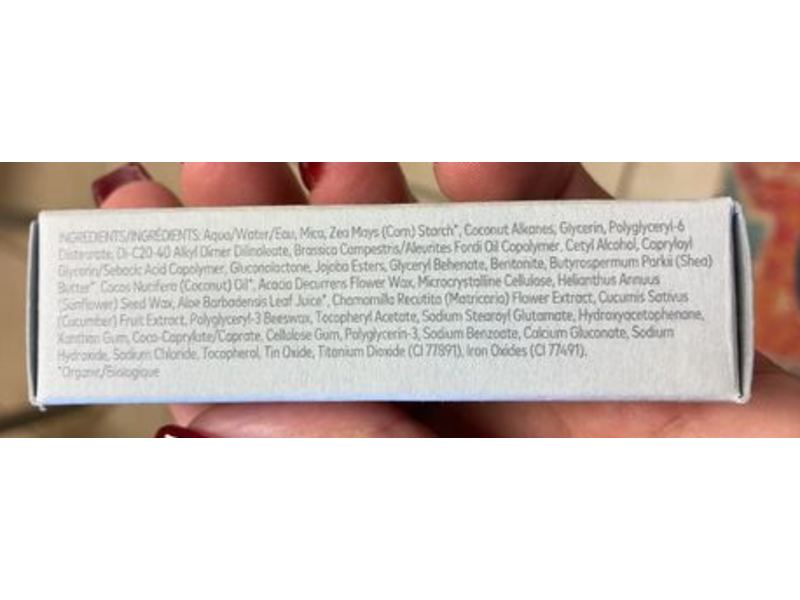 INGREDIENTS/INGRÉDIENTS: Aqua/Water/Eau, Mica, Zea Mays (Corn) Starch*, Coconut Alkanes, Glycerin, Polyglyceryl-6
Distearate, Di-C20-40 Alkyl Dimer Dilinoleate, Brassica Campestris/Aleurites Fordi Oil Copolymer, Cetyl Alcohol, Capryloyl
Glycerin/Sebacic Acid Copolymer, Gluconolactone, Jojoba Esters, Glyceryl Behenate, Bentonite, Butyrospermum Parkii (Shea)
Butter*, Cocos Nucifera (Coconut) Oil*, Acacia Decurrens Flower Wax, Microcrystalline Cellulose, Helianthus Annuus
(Sunflower) Seed Wax, Aloe Barbadensis Leaf Juice*, Chamomilla Recutita (Matricaria) Flower Extract, Cucumis Sativus
(Cucumber) Fruit Extract, Polyglyceryl-3 Beeswax, Tocopheryl Acetate, Sodium Stearoyl Glutamate, Hydroxyacetophenone,
Xanthan Gum, Coco-Caprylate/Caprate, Cellulose Gum, Polyglycerin-3, Sodium Benzoate, Calcium Gluconate, Sodium
Hydroxide, Sodium Chloride, Tocopherol, Tin Oxide, Titanium Dioxide (CI 77891), Iron Oxides (CI 77491).
*Organic/Biologique